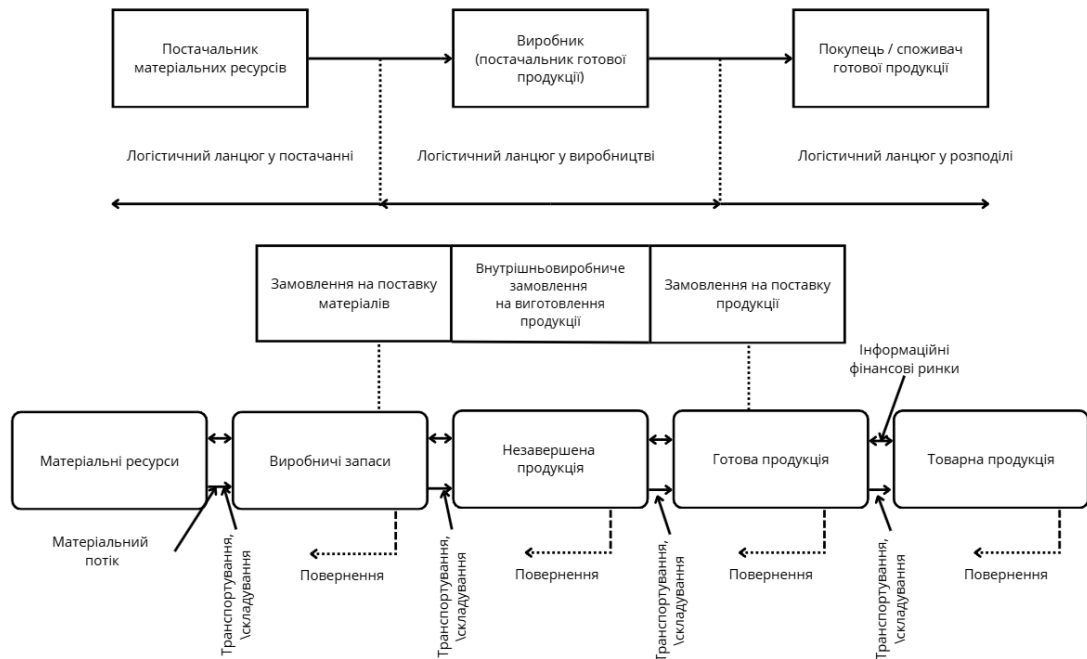 Постачальник
матеріальних ресурсів
Виробник
(постачальник готової
продукції)
Покупець / споживач
готової продукції
Логістичний ланцюг у постачанні
Логістичний ланцюг у виробництві
Логістичний ланцюг у розподілі
Замовлення на поставку
матеріалів
Внутрішньовиробниче
замовлення
на виготовлення
продукції
Замовлення на поставку
продукції
Інформаційні
фінансові ринки
Матеріальні ресурси
Виробничі запаси
Незавершена
продукція
Готова продукція
Товарна продукція
Матеріальний
потік
Транспортування,
\складування
Повернення
Транспортування,
\складування
Повернення
Транспортування,
\складування
Повернення
Транспортування,
\складування
Повернення